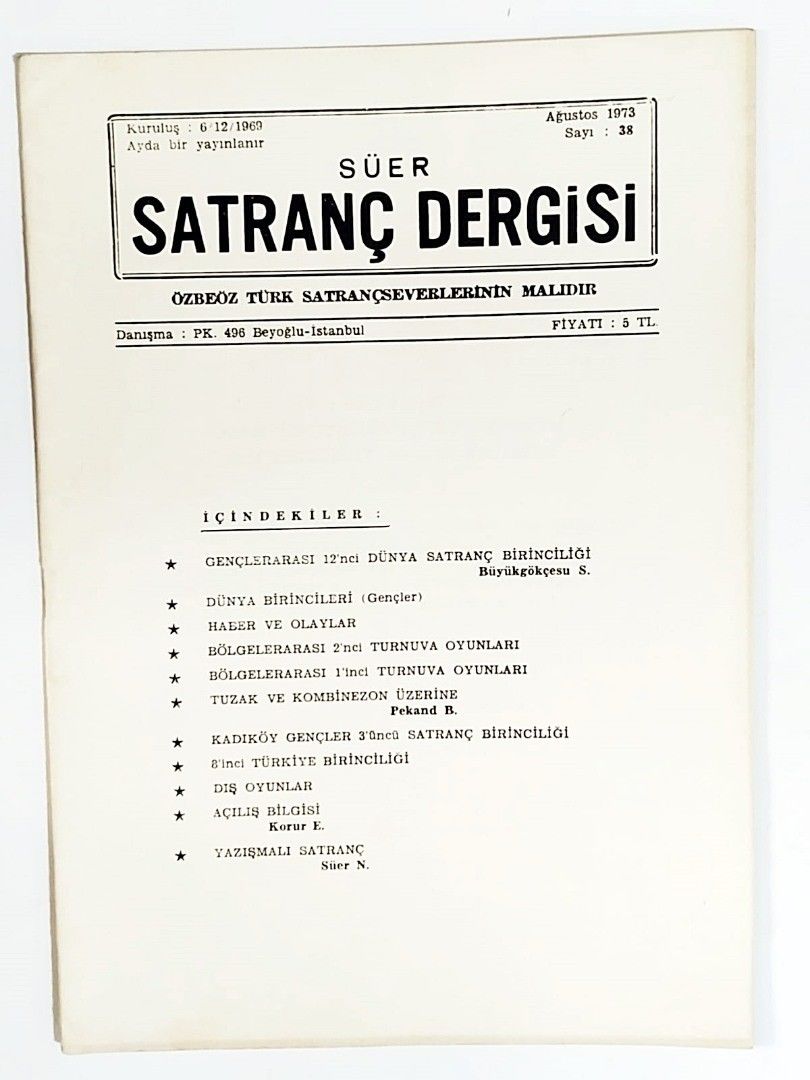 Kuruluş : 6/12/1969
Ayda bir yayınlanır
Ağustos 1973
Sayı : 38
SÜER
SATRANÇ DERGİSİ
ÖZBEÖZ TÜRK SATRANÇSEVERLERİNİN MALIDIR
Danışma : PK. 496 Beyoğlu-İstanbul
FİYATI : 5 TL.
İÇİNDEKİLER :
★ GENÇLERARASI 12'nci DÜNYA SATRANÇ BİRİNCİLİĞİ
Büyükgökçesu S.
★ DÜNYA BİRİNCİLERİ (Gençler)
★ HABER VE OLAYLAR
★ BÖLGELERARASI 2'nci TURNUVA OYUNLARI
★ BÖLGELERARASI 1'inci TURNUVA OYUNLARI
★ TUZAK VE KOMBİNEZON ÜZERİNE
Pekand B.
★ KADIKÖY GENÇLER 3'üncü SATRANÇ BİRİNCİLİĞİ
★ 8'inci TÜRKİYE BİRİNCİLİĞİ
★ DIŞ OYUNLAR
★ AÇILIŞ BİLGİSİ
Korur E.
★ YAZIŞMALI SATRANÇ
Süer N.